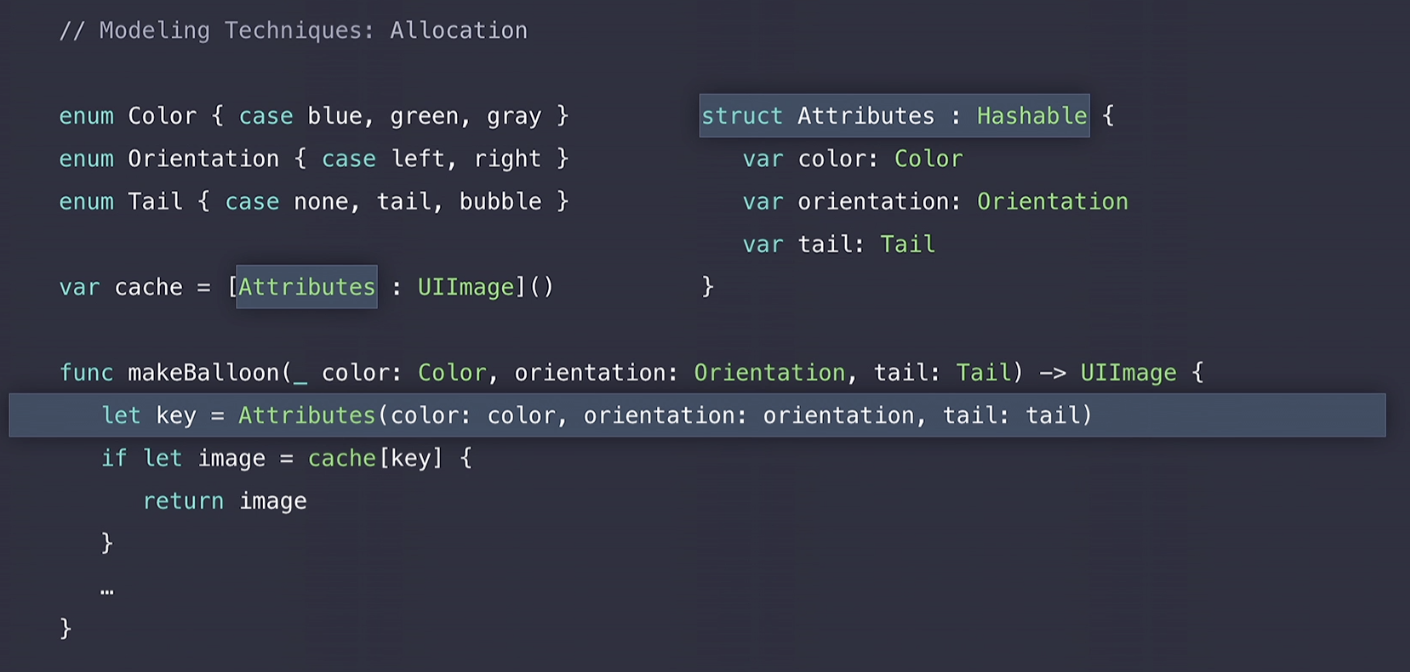 // Modeling Techniques: Allocation
enum Color { case blue, green, gray }
enum Orientation { case left, right }
enum Tail { case none, tail, bubble }
var cache = [Attributes : UIImage]()
struct Attributes : Hashable {
var color: Color
var orientation: Orientation
var tail: Tail
}
func makeBalloon(_ color: Color, orientation: Orientation, tail: Tail) -> UIImage {
let key = Attributes(color: color, orientation: orientation, tail: tail)
if let image = cache[key] {
return image
}
…
}